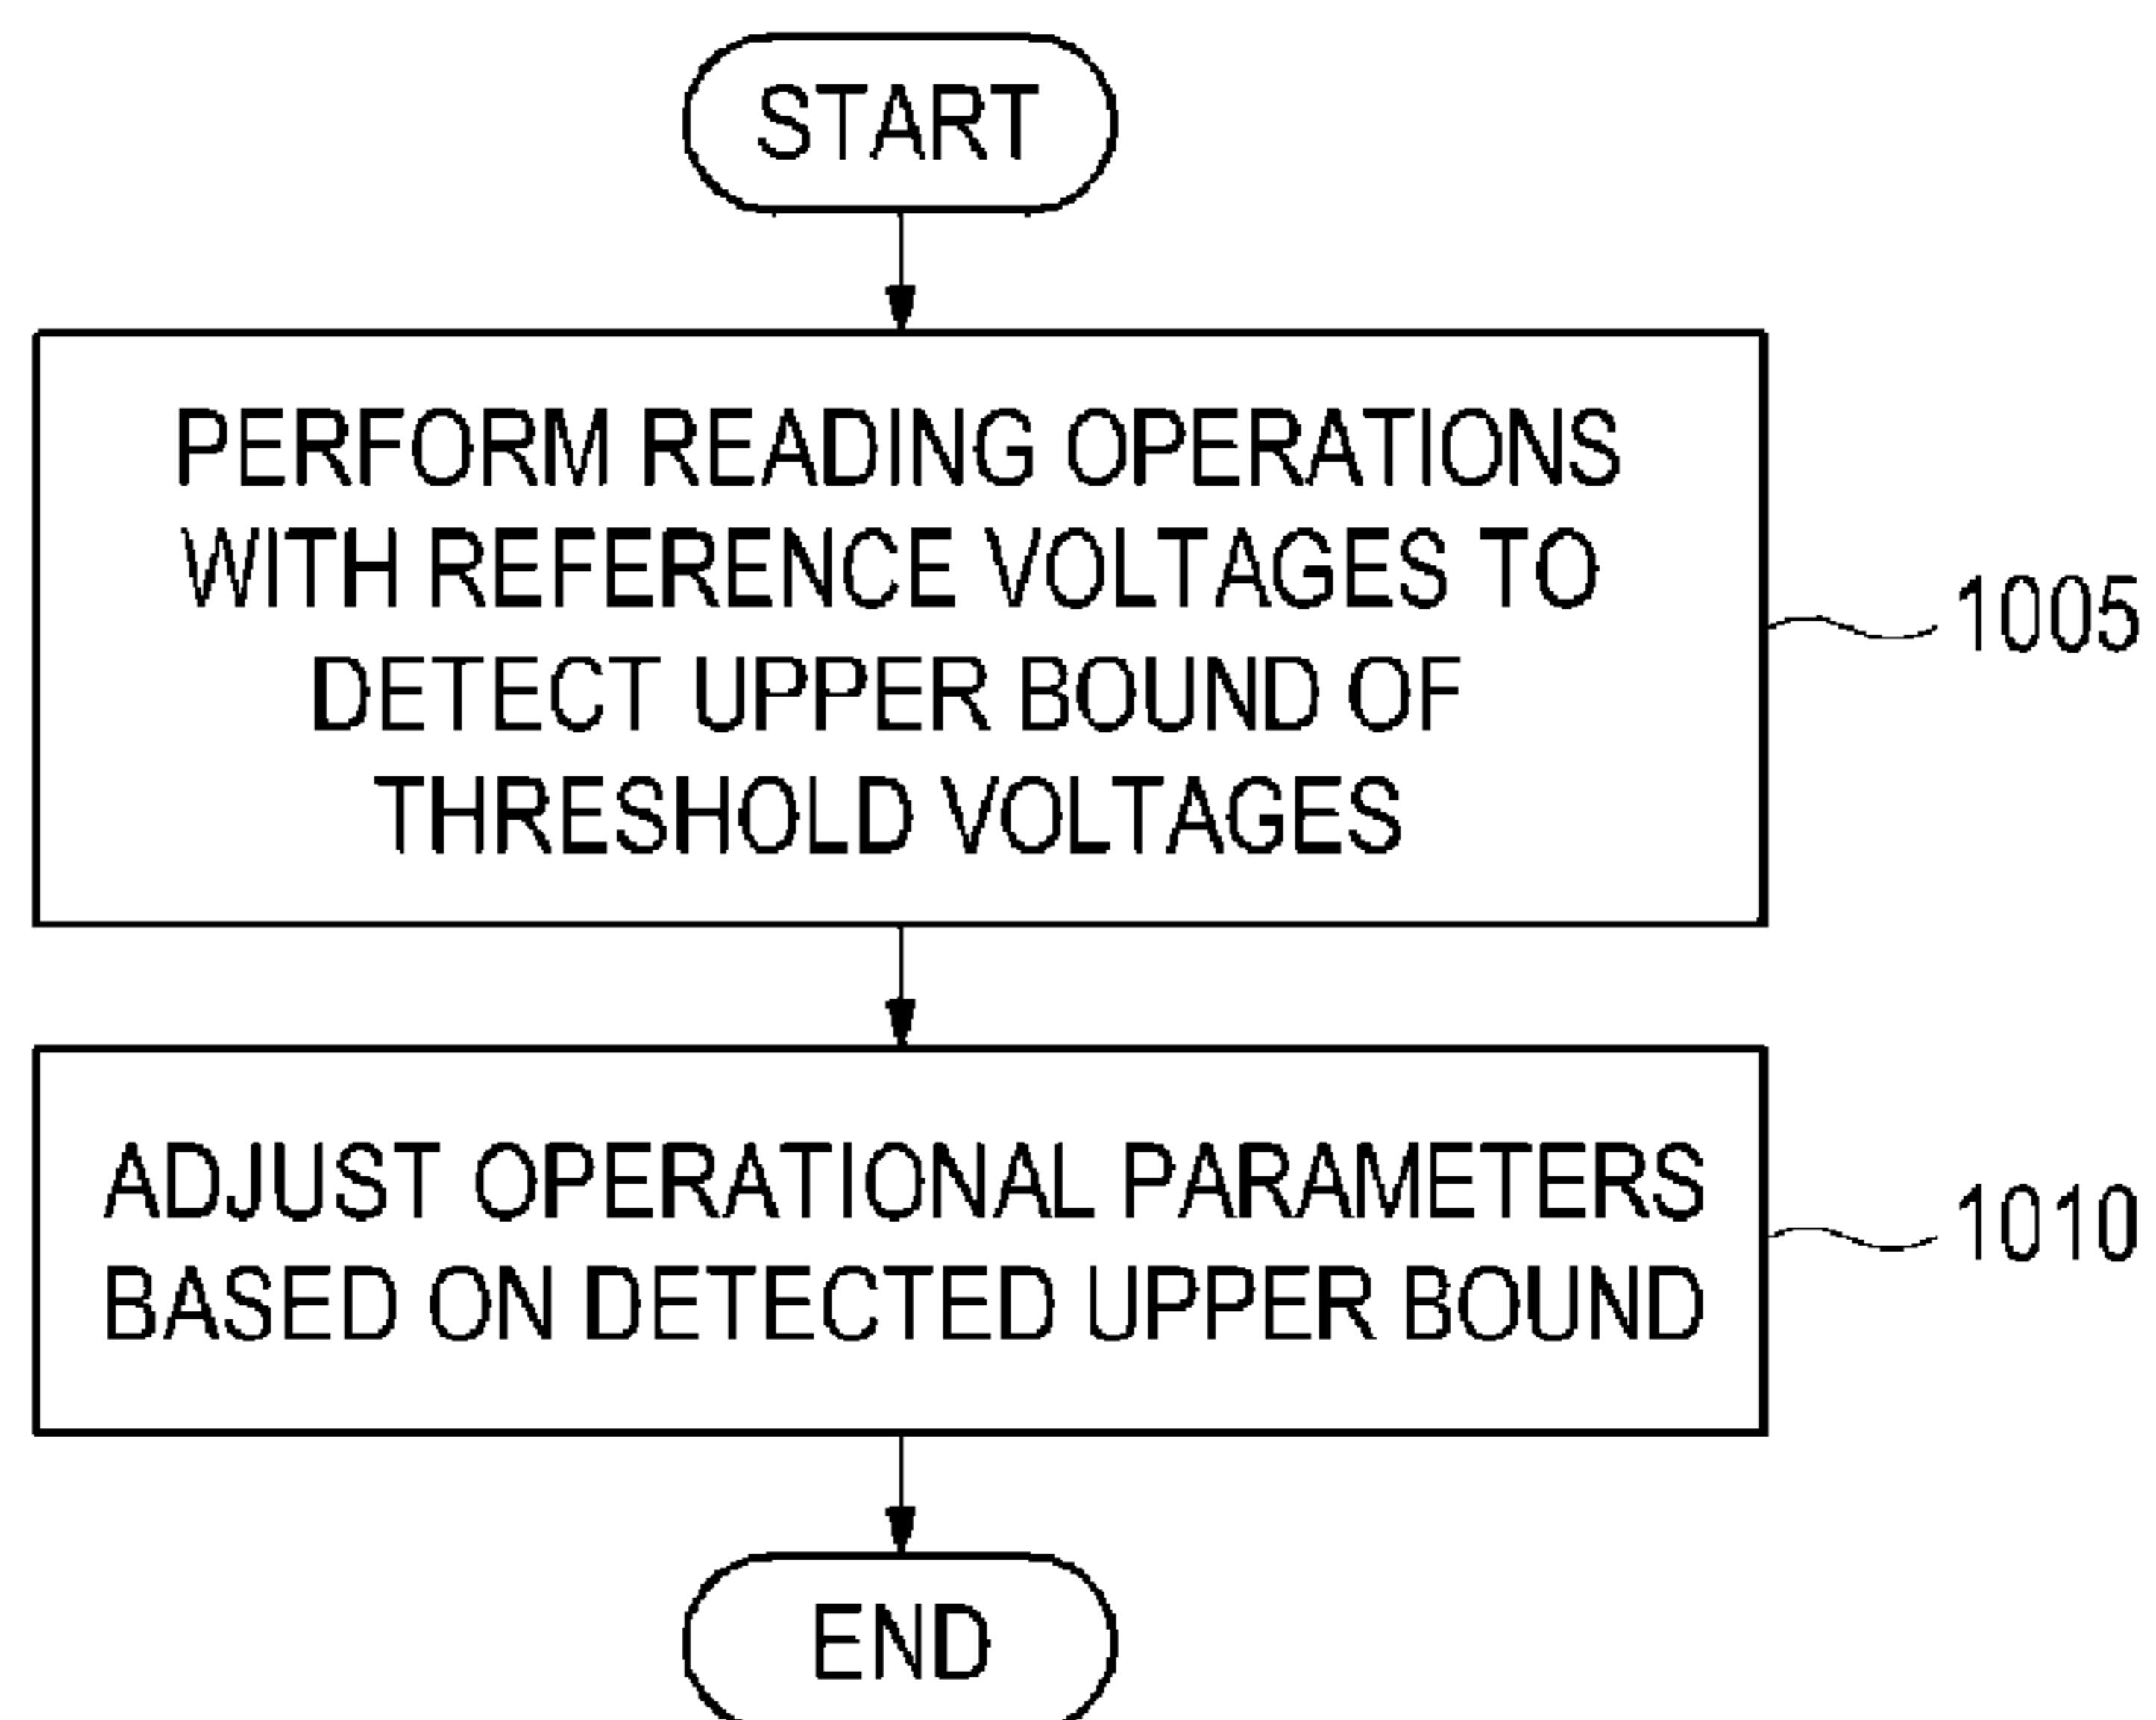 START
PERFORM READING OPERATIONS
WITH REFERENCE VOLTAGES TO
DETECT UPPER BOUND OF
THRESHOLD VOLTAGES
1005
ADJUST OPERATIONAL PARAMETERS
BASED ON DETECTED UPPER BOUND
1010
END